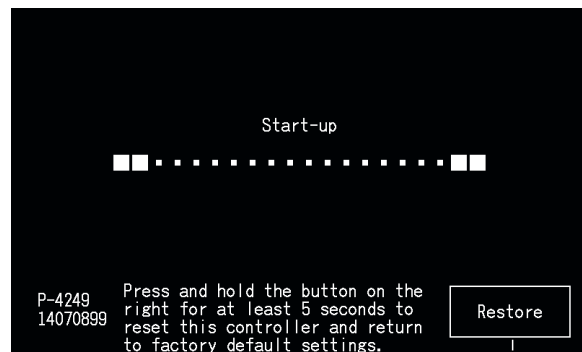 Start-up
P-4249
14070899
Press and hold the button on the
right for at least 5 seconds to
reset this controller and return
to factory default settings.
Restore